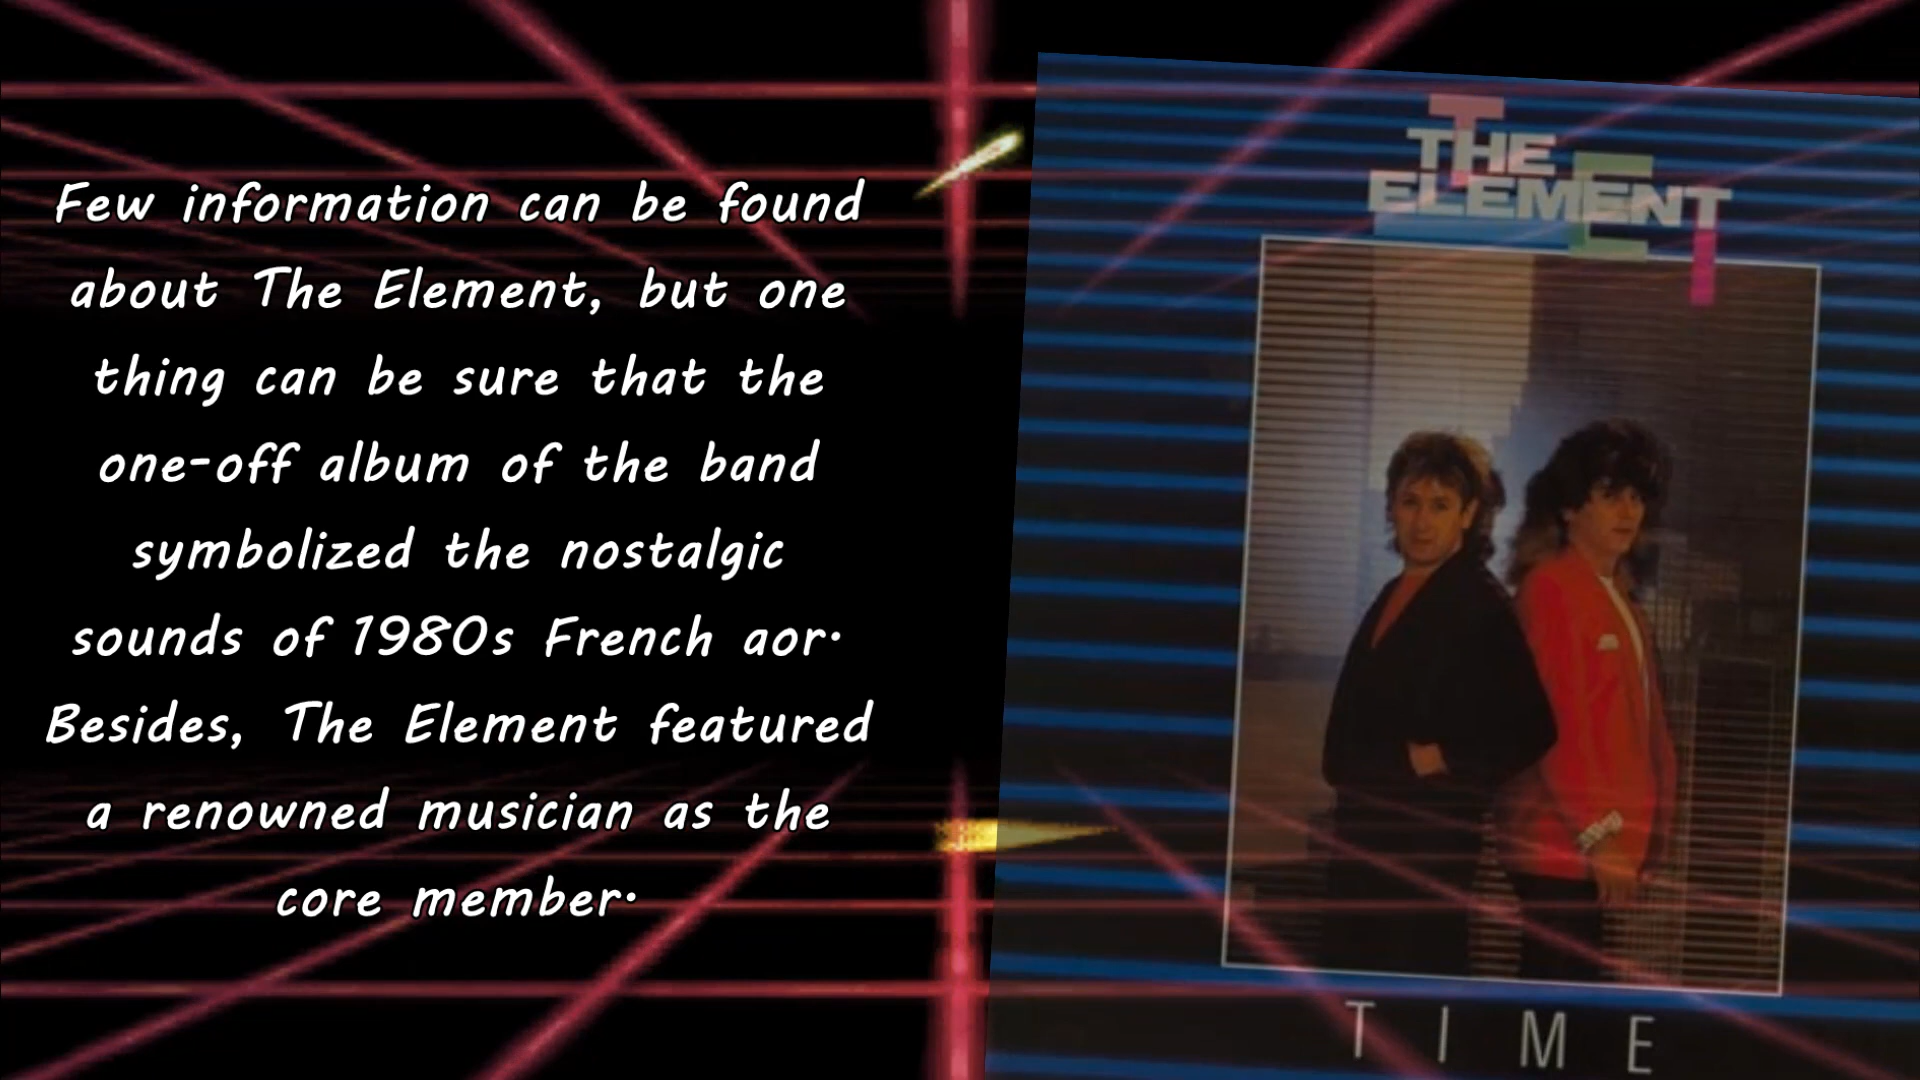 Few information can be found
about The Element, but one
thing can be sure that the
one-off album of the band
symbolized the nostalgic
sounds of 1980s French aor.
Besides, The Element featured
a renowned musician as the
core member.
THE
ELEMENT
TIME